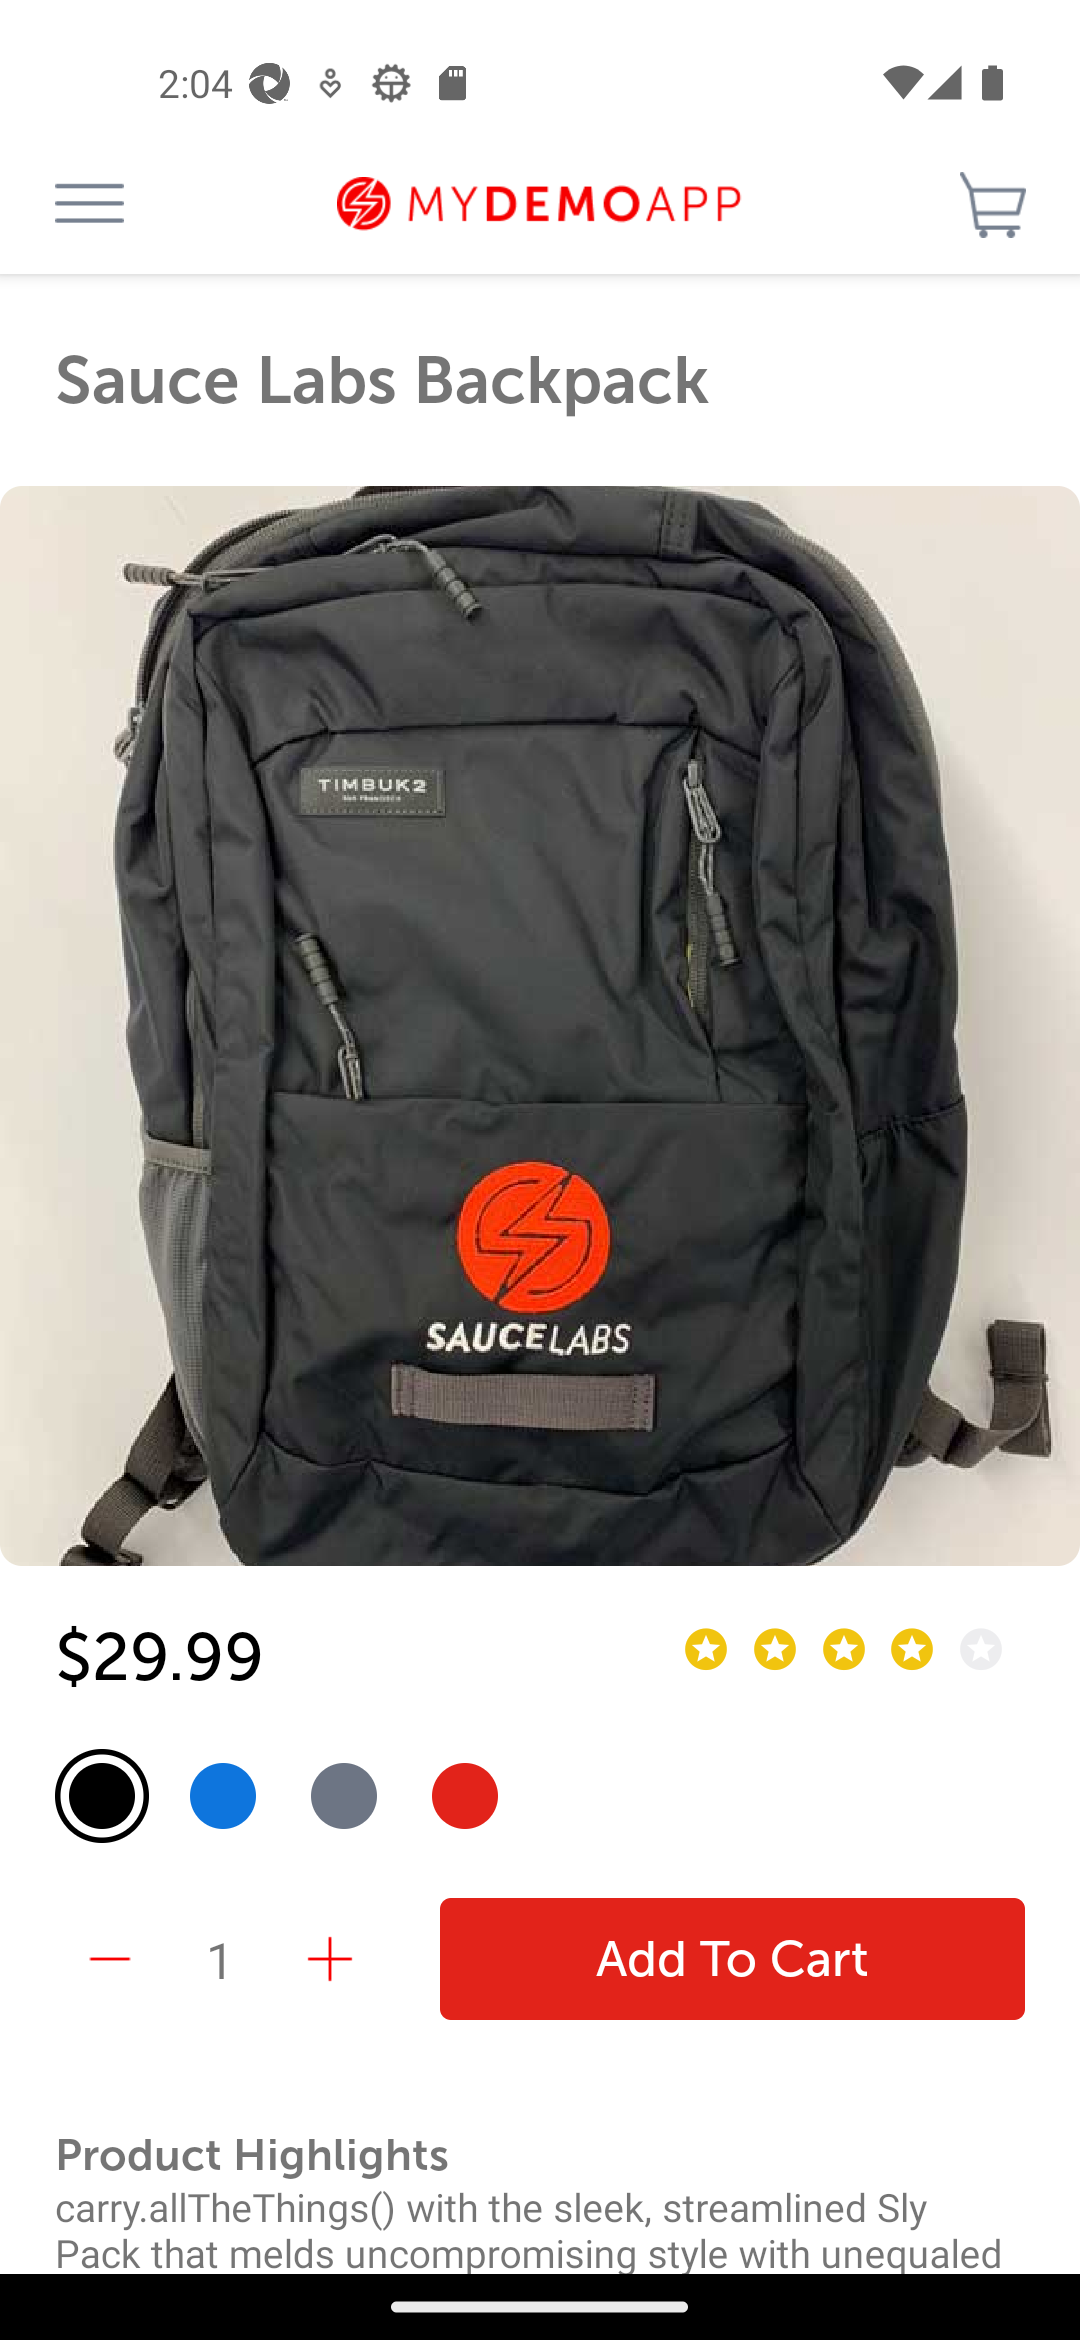 2:04
MYDEMOAPP
Sauce Labs Backpack
TIMBUK2
SAUCELABS
$29.99
1
Add To Cart
Product Highlights
carry.allTheThings() with the sleek, streamlined Sly
Pack that melds uncompromising style with unequaled